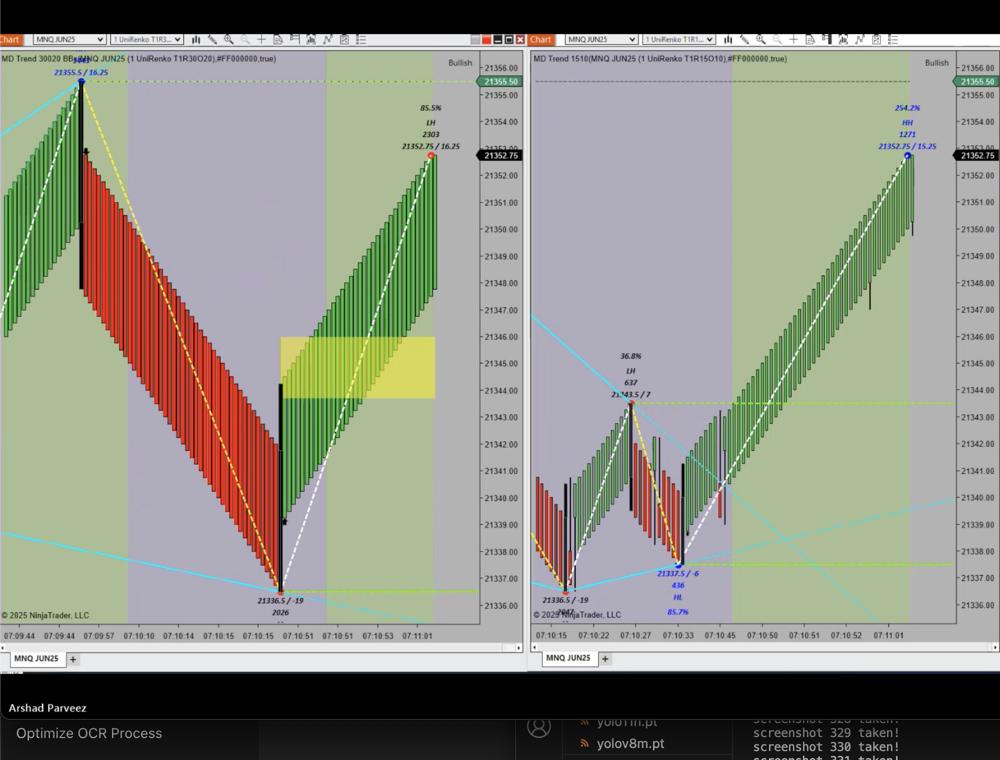 Chart
MNQ JUN25
1 UniRenko T1R3...
MD Trend 30020 BB (MNQ JUN25 (1 UniRenko T1R30O20),#FF000000,true)
21355.5 / 16.25
Bullish
85.5%
LH
2303
21352.75 / 16.25
21336.5 / -19
2026
21356.00
21355.50
21355.00
21354.00
21352.75
21352.00
21351.00
21350.00
21349.00
21348.00
21347.00
21346.00
21345.00
21344.00
21343.00
21342.00
21341.00
21340.00
21339.00
21338.00
21337.00
21336.00
© 2025 NinjaTrader, LLC
07:09:44 07:09:44 07:09:57 07:10:10 07:10:14 07:10:15 07:10:15 07:10:51 07:10:51 07:10:53 07:11:01
MNQ JUN25 +
Chart
MNQ JUN25
1 UniRenko T1R1...
MD Trend 1510(MNQ JUN25 (1 UniRenko T1R15O10),#FF000000,true)
Bullish
254.2%
HH
1271
21352.75 / 15.25
36.8%
LH
637
21343.5 / 7
21337.5 / -6
436
HL
85.7%
21336.5 / -19
21356.00
21355.50
21355.00
21354.00
21352.75
21352.00
21351.00
21350.00
21349.00
21348.00
21347.00
21346.00
21345.00
21344.00
21343.00
21342.00
21341.00
21340.00
21339.00
21338.00
21337.00
21336.00
© 2025 NinjaTrader, LLC
07:10:15 07:10:22 07:10:27 07:10:33 07:10:45 07:10:50 07:10:51 07:10:52 07:11:01
MNQ JUN25 +
Arshad Parveez
Optimize OCR Process
yolo11n.pt
yolov8m.pt
screenshot 328 taken!
screenshot 329 taken!
screenshot 330 taken!
screenshot 331 taken!